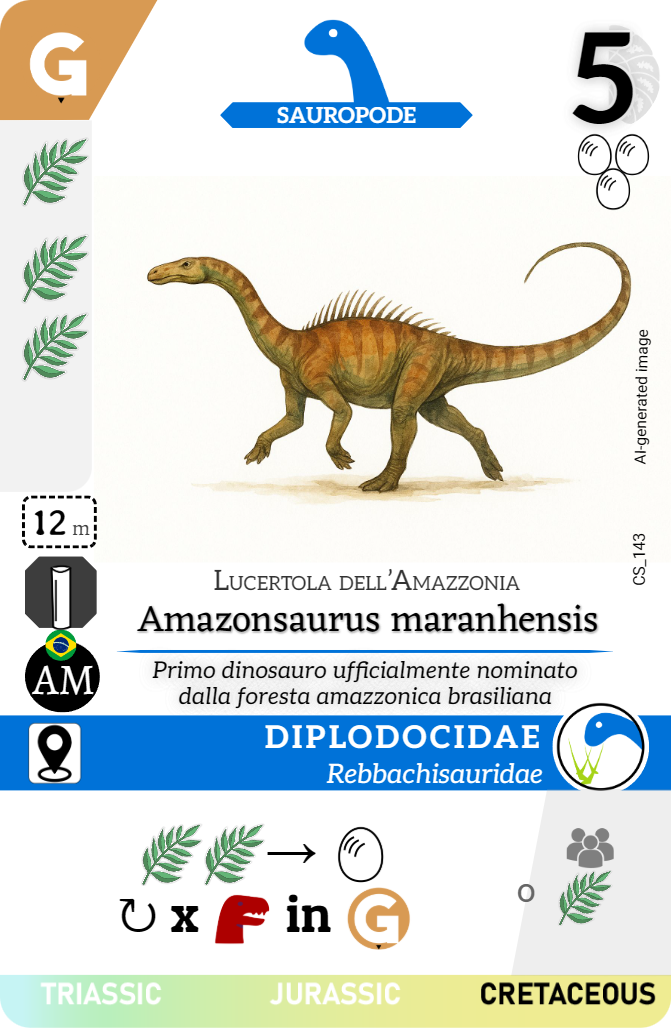 G
SAUROPODE
5
AI-generated image
12 m
CS_143
Lucertola dell'Amazzonia
Amazonsaurus maranhensis
AM
Primo dinosauro ufficialmente nominato
dalla foresta amazzonica brasiliana
DIPLODOCIDAE
Rebbachisauridae
→
o
↻ x in G
TRIASSIC JURASSIC CRETACEOUS